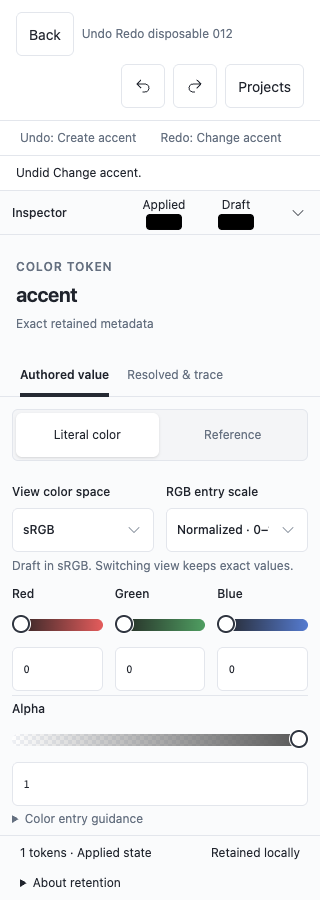 Back
Undo Redo disposable 012
Projects
Undo: Create accent
Redo: Change accent
Undid Change accent.
Inspector
Applied
Draft
COLOR TOKEN
accent
Exact retained metadata
Authored value
Resolved & trace
Literal color
Reference
View color space
RGB entry scale
sRGB
Normalized · 0–
Draft in sRGB. Switching view keeps exact values.
Red
Green
Blue
0
0
0
Alpha
1
Color entry guidance
1 tokens · Applied state
Retained locally
About retention